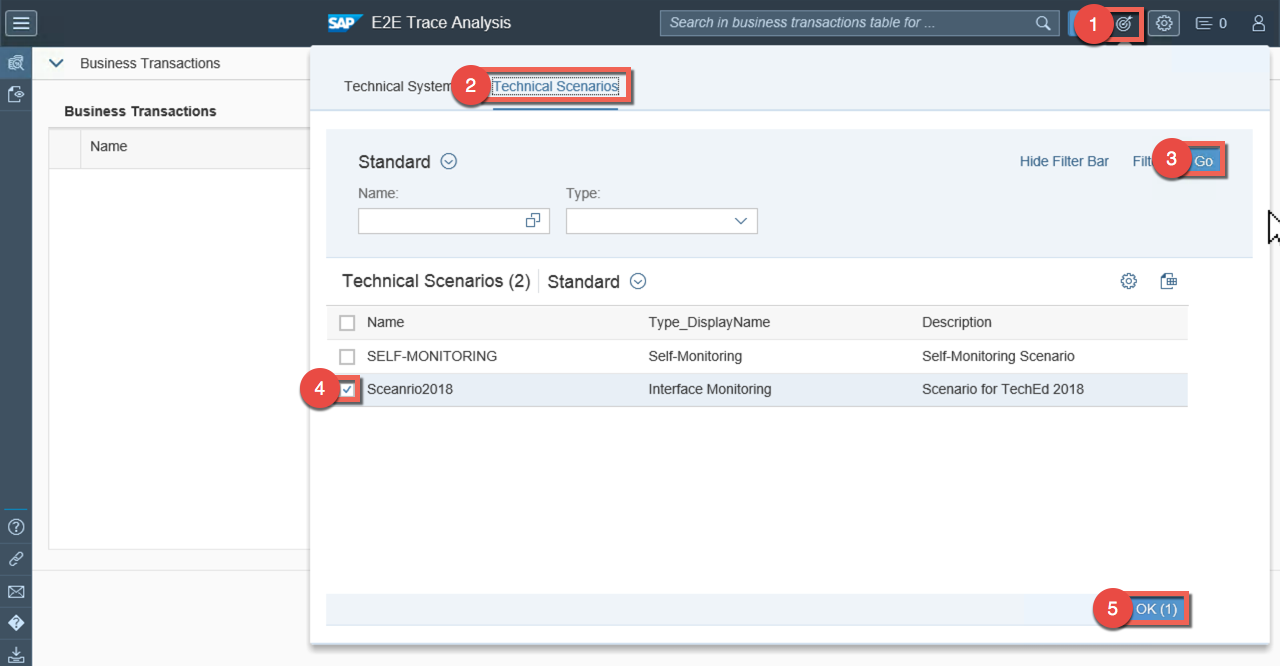 SAP E2E Trace Analysis
Search in business transactions table for ...
1
0
Business Transactions
Technical System
2
Technical Scenarios
Business Transactions
Name
Standard
Hide Filter Bar
3
Go
Name:
Type:
Technical Scenarios (2)
Standard
Name
Type_DisplayName
Description
SELF-MONITORING
Self-Monitoring
Self-Monitoring Scenario
4
Sceanrio2018
Interface Monitoring
Scenario for TechEd 2018
5
OK (1)